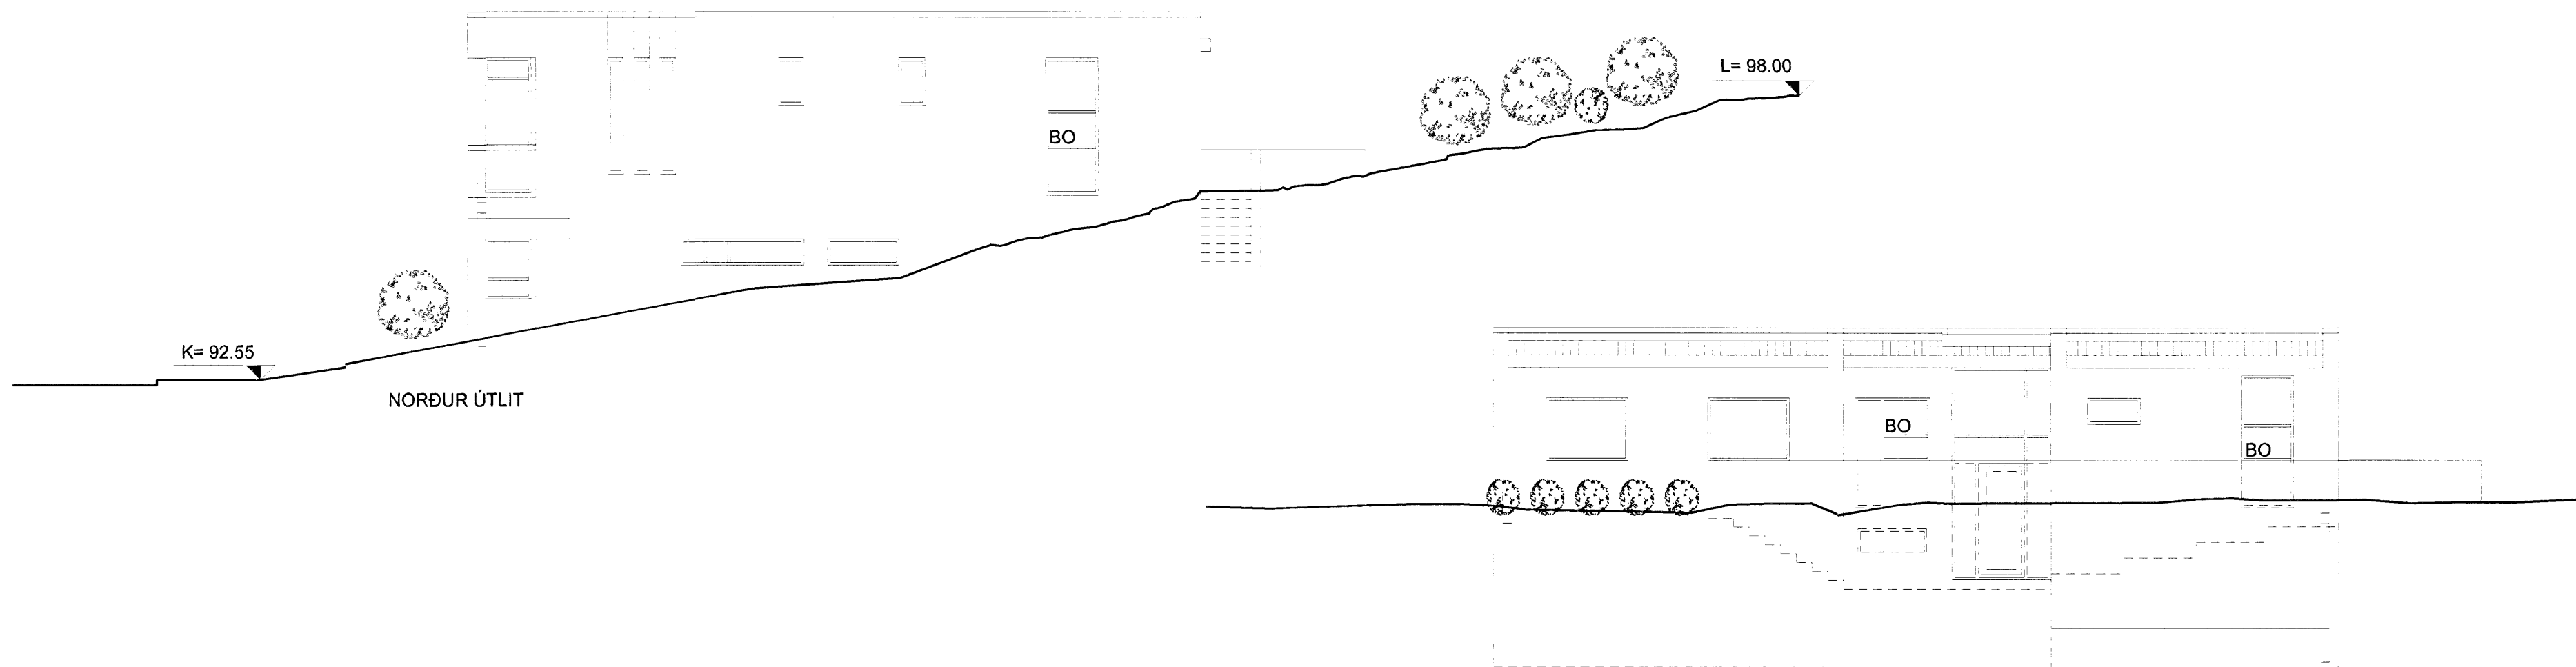 L= 98.00
BO
K= 92.55
NORÐUR ÚTLIT
BO
BO